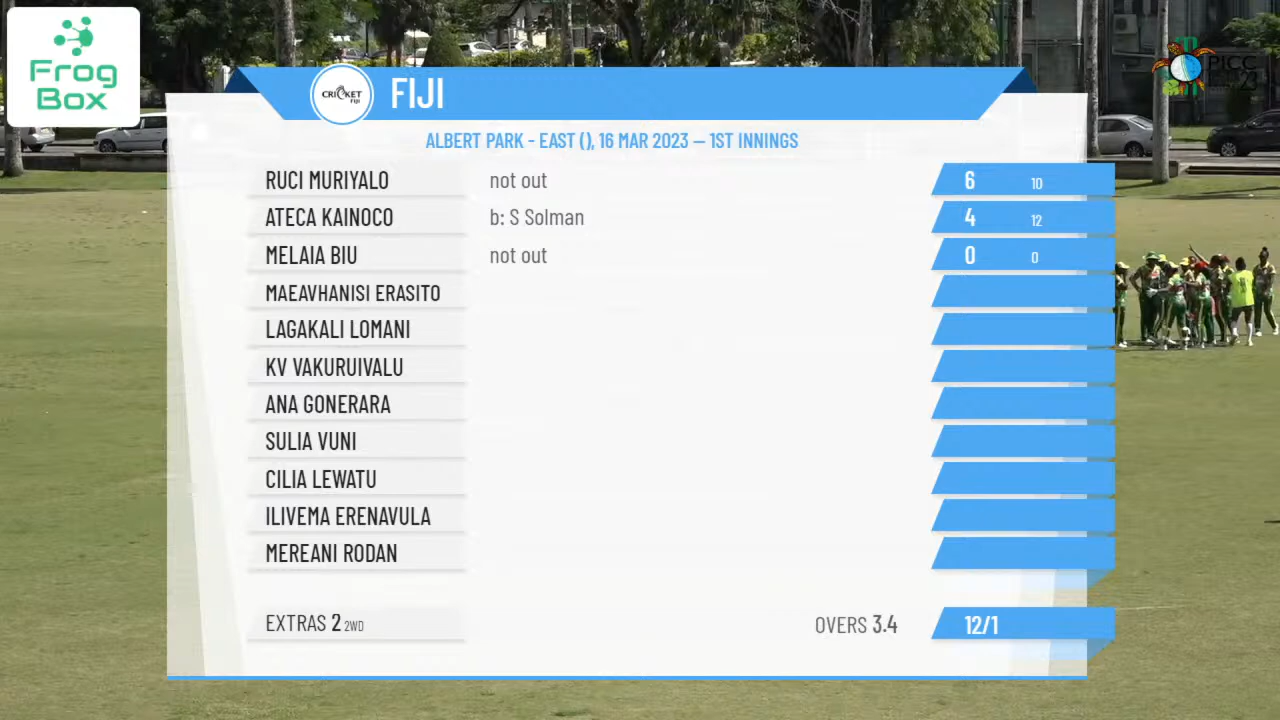 Frog
Box
CRICKET
FIJI
FIJI
PICC
23
ALBERT PARK - EAST (), 16 MAR 2023 – 1ST INNINGS
RUCI MURIYALO not out 6 10
ATECA KAINOCO b: S Solman 4 12
MELAIA BIU not out 0 0
MAEAVHANISI ERASITO
LAGAKALI LOMANI
KV VAKURUIVALU
ANA GONERARA
SULIA VUNI
CILIA LEWATU
ILIVEMA ERENAVULA
MEREANI RODAN
EXTRAS 2 2WD OVERS 3.4 12/1